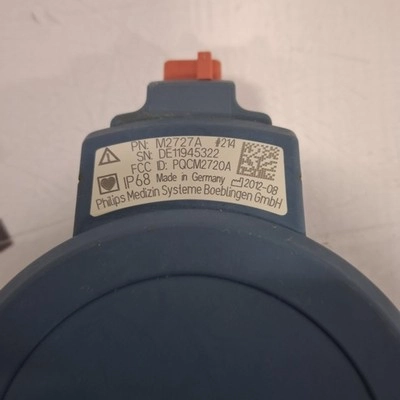 PN: M2727A #214
SN: DE11945322
FCC ID: PQCM2720A
IP68 Made in Germany 2012-08
Philips Medizin Systeme Boeblingen GmbH